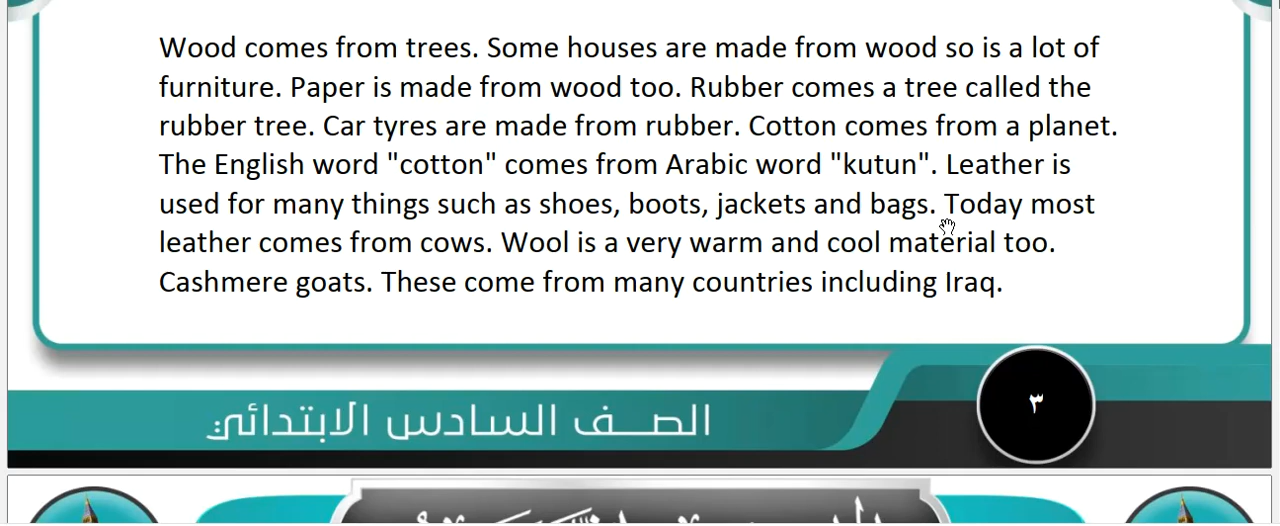 Wood comes from trees. Some houses are made from wood so is a lot of
furniture. Paper is made from wood too. Rubber comes a tree called the
rubber tree. Car tyres are made from rubber. Cotton comes from a planet.
The English word "cotton" comes from Arabic word "kutun". Leather is
used for many things such as shoes, boots, jackets and bags. Today most
leather comes from cows. Wool is a very warm and cool material too.
Cashmere goats. These come from many countries including Iraq.
٣
الصف السادس الابتدائي